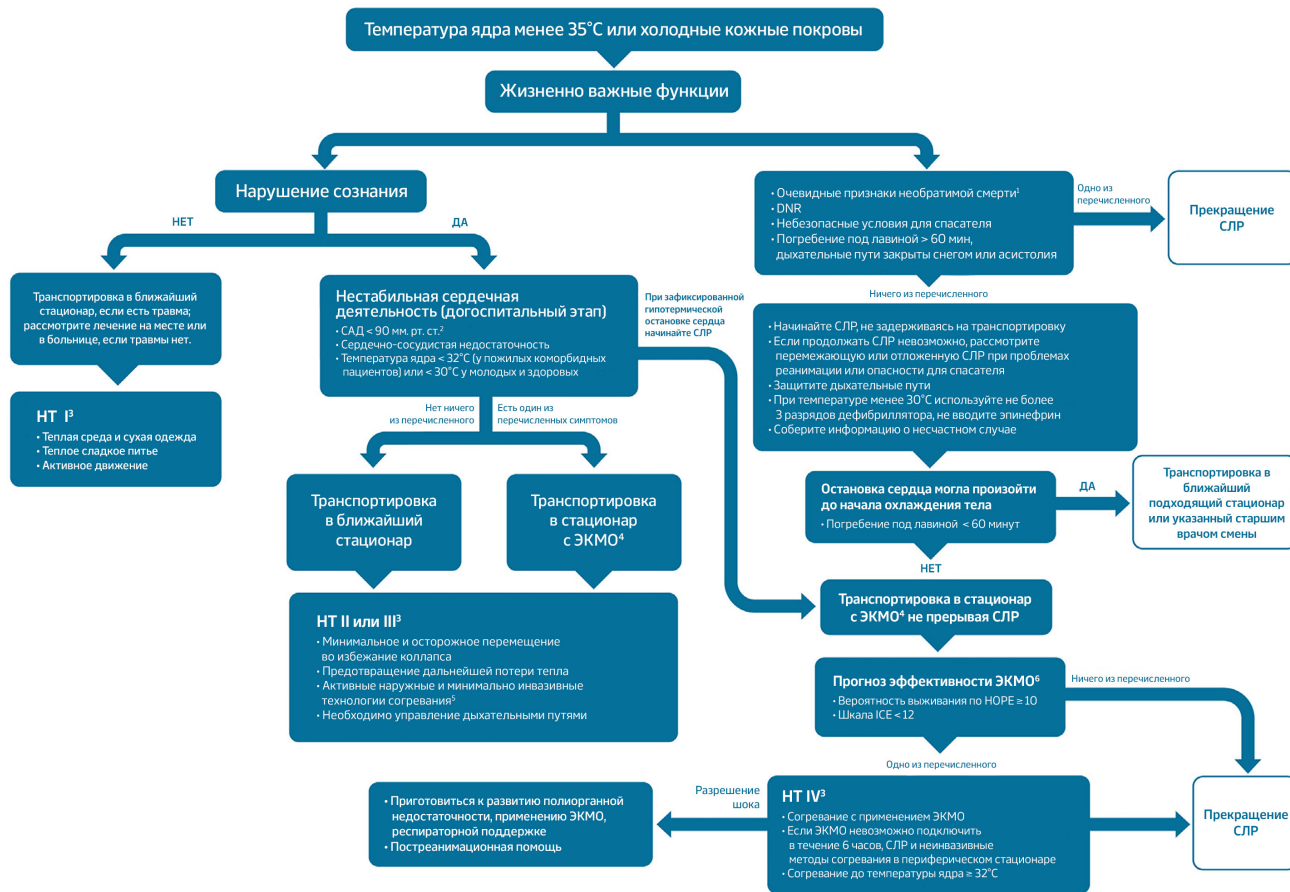 Температура ядра менее 35°C или холодные кожные покровы
Жизненно важные функции
Нарушение сознания
НЕТ
ДА
Транспортировка в ближайший
стационар, если есть травма;
рассмотрите лечение на месте или
в больнице, если травмы нет.
НТ I³
• Теплая среда и сухая одежда
• Теплое сладкое питье
• Активное движение
Нестабильная сердечная
деятельность (догоспитальный этап)
• САД < 90 мм. рт. ст.²
• Сердечно-сосудистая недостаточность
• Температура ядра < 32°C (у пожилых коморбидных
пациентов) или < 30°C у молодых и здоровых
При зафиксированной
гипотермической
остановке сердца
начинайте СЛР
Нет ничего
из перечисленного
Есть один из
перечисленных симптомов
Транспортировка
в ближайший
стационар
Транспортировка
в стационар
с ЭКМО⁴
НТ II или III³
• Минимальное и осторожное перемещение
во избежание коллапса
• Предотвращение дальнейшей потери тепла
• Активные наружные и минимально инвазивные
технологии согревания⁵
• Необходимо управление дыхательными путями
• Очевидные признаки необратимой смерти¹
• DNR
• Небезопасные условия для спасателя
• Погребение под лавиной > 60 мин,
дыхательные пути закрыты снегом или асистолия
Одно из
перечисленного
Прекращение
СЛР
Ничего из перечисленного
• Начинайте СЛР, не задерживаясь на транспортировку
• Если продолжать СЛР невозможно, рассмотрите
перемежающую или отложенную СЛР при проблемах
реанимации или опасности для спасателя
• Защитите дыхательные пути
• При температуре менее 30°C используйте не более
3 разрядов дефибриллятора, не вводите эпинефрин
• Соберите информацию о несчастном случае
Остановка сердца могла произойти
до начала охлаждения тела
• Погребение под лавиной < 60 минут
ДА
Транспортировка в
ближайший
подходящий стационар
или указанный старшим
врачом смены
НЕТ
Транспортировка в стационар
с ЭКМО⁴ не прерывая СЛР
Прогноз эффективности ЭКМО⁶
• Вероятность выживания по HOPE ≥ 10
• Шкала ICE < 12
Ничего из перечисленного
Одно из перечисленного
НТ IV³
• Согревание с применением ЭКМО
• Если ЭКМО невозможно подключить
в течение 6 часов, СЛР и неинвазивные
методы согревания в периферическом стационаре
• Согревание до температуры ядра ≥ 32°C
Разрешение
шока
• Приготовиться к развитию полиорганной
недостаточности, применению ЭКМО,
респираторной поддержке
• Постреанимационная помощь
Прекращение
СЛР